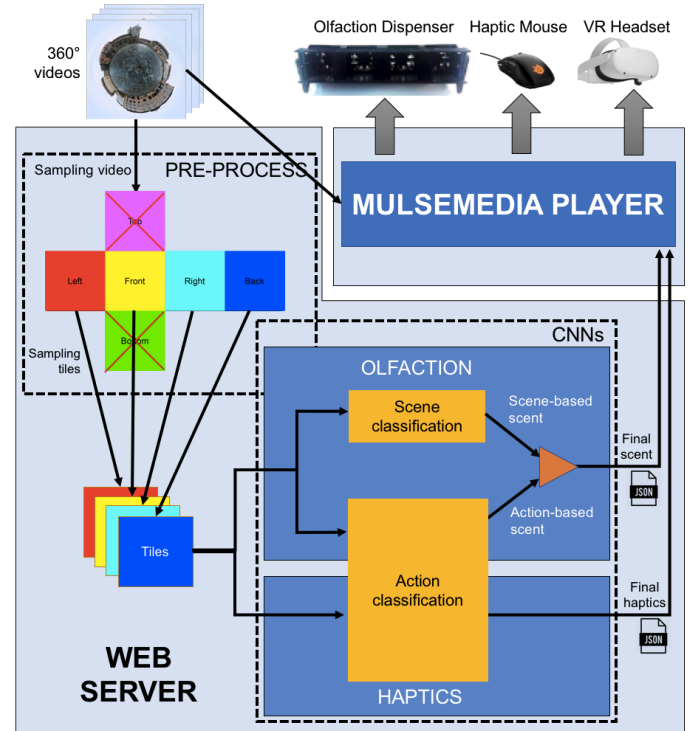 Olfaction Dispenser
Haptic Mouse
VR Headset
360°
videos
Sampling video
PRE-PROCESS
MULSEMEDIA PLAYER
Top
Left
Front
Right
Back
Bottom
Sampling
tiles
CNNs
OLFACTION
Scene
classification
Scene-based
scent
Final
scent
JSON
Action-based
scent
Tiles
Action
classification
Final
haptics
JSON
WEB
SERVER
HAPTICS